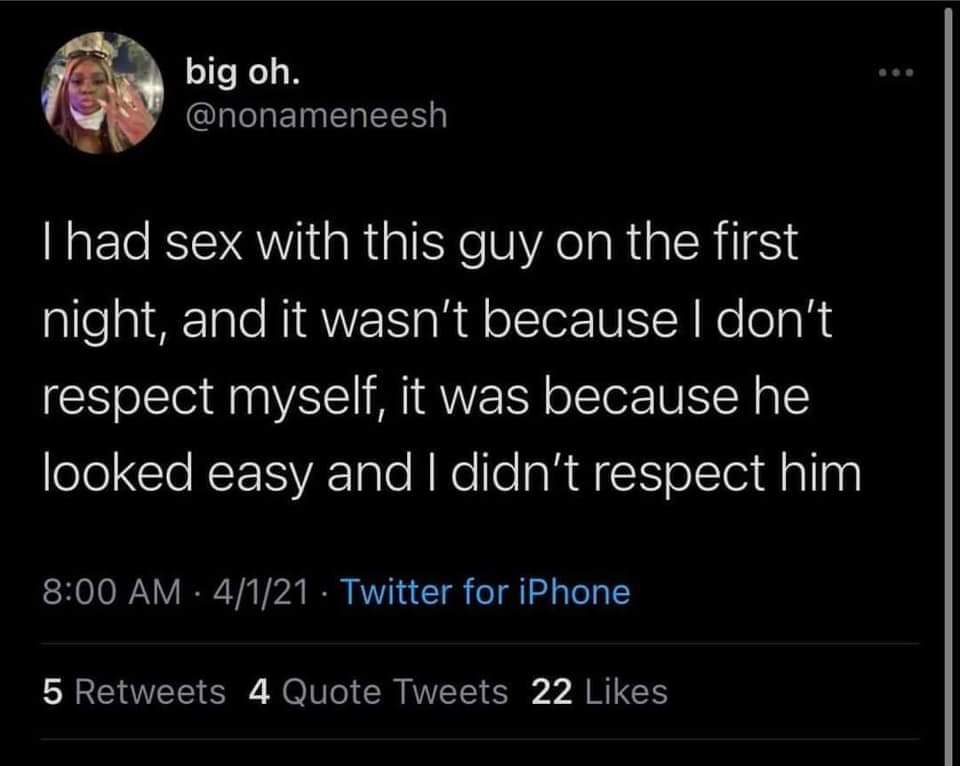 big oh.
@nonameneesh
I had sex with this guy on the first
night, and it wasn’t because I don’t
respect myself, it was because he
looked easy and I didn’t respect him
8:00 AM · 4/1/21 · Twitter for iPhone
5 Retweets 4 Quote Tweets 22 Likes